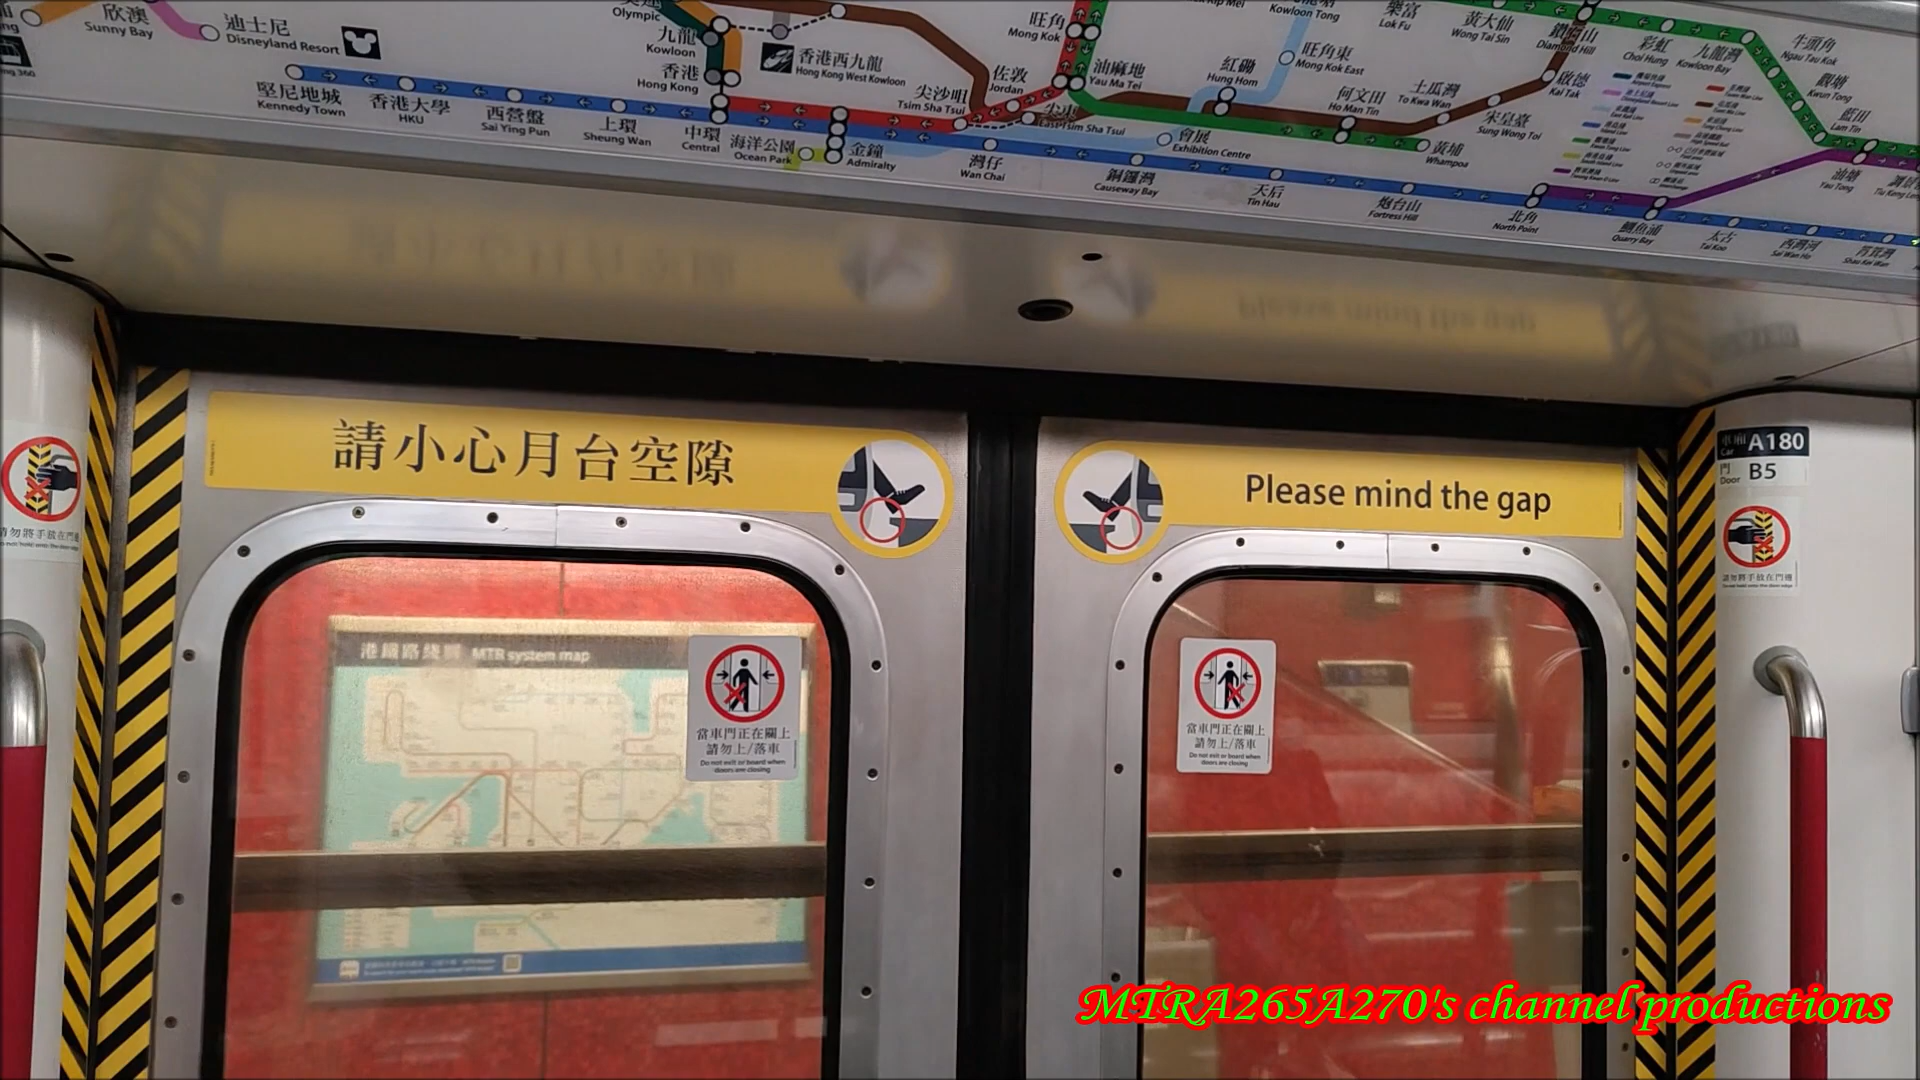 欣澳
Sunny Bay
迪士尼
Disneyland Resort
Olympic
九龍
Kowloon
香港
Hong Kong
香港西九龍
Hong Kong West Kowloon
旺角
Mong Kok
油麻地
Yau Ma Tei
佐敦
Jordan
尖沙咀
Tsim Sha Tsui
尖東
East Tsim Sha Tsui
Kowloon Tong
旺角東
Mong Kok East
紅磡
Hung Hom
樂富
Lok Fu
黃大仙
Wong Tai Sin
鑽石山
Diamond Hill
彩虹
Choi Hung
九龍灣
Kowloon Bay
牛頭角
Ngau Tau Kok
觀塘
Kwun Tong
藍田
Lam Tin
油塘
Yau Tong
啟德
Kai Tak
宋皇臺
Sung Wong Toi
土瓜灣
To Kwa Wan
何文田
Ho Man Tin
黃埔
Whampoa
會展
Exhibition Centre
堅尼地城
Kennedy Town
香港大學
HKU
西營盤
Sai Ying Pun
上環
Sheung Wan
中環
Central
海洋公園
Ocean Park
金鐘
Admiralty
灣仔
Wan Chai
銅鑼灣
Causeway Bay
天后
Tin Hau
炮台山
Fortress Hill
北角
North Point
鰂魚涌
Quarry Bay
太古
Tai Koo
西灣河
Sai Wan Ho
筲箕灣
Shau Kei Wan
請小心月台空隙
Please mind the gap
車廂 Car A180
門 Door B5
請勿將手放在門邊
Do not hold onto the door edge
請勿將手放在門邊
港鐵路綫圖 MTR system map
當車門正在關上
請勿上/落車
Do not exit or board when
doors are closing
當車門正在關上
請勿上/落車
Do not exit or board when
doors are closing
MTRA265A270's channel productions